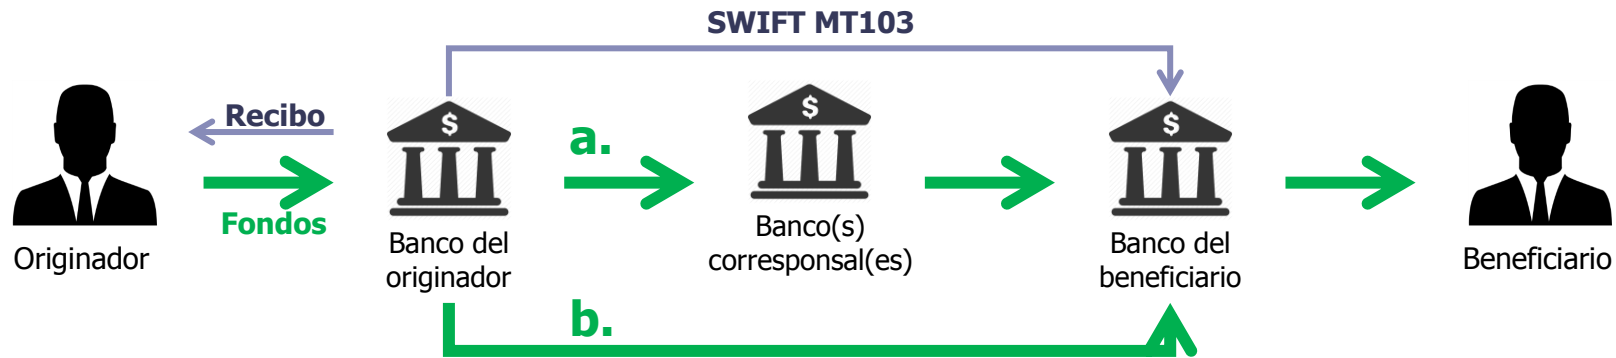 SWIFT MT103
Recibo
$
$
$
a.
Fondos
Originador
Banco del
originador
Banco(s)
corresponsal(es)
Banco del
beneficiario
Beneficiario
b.